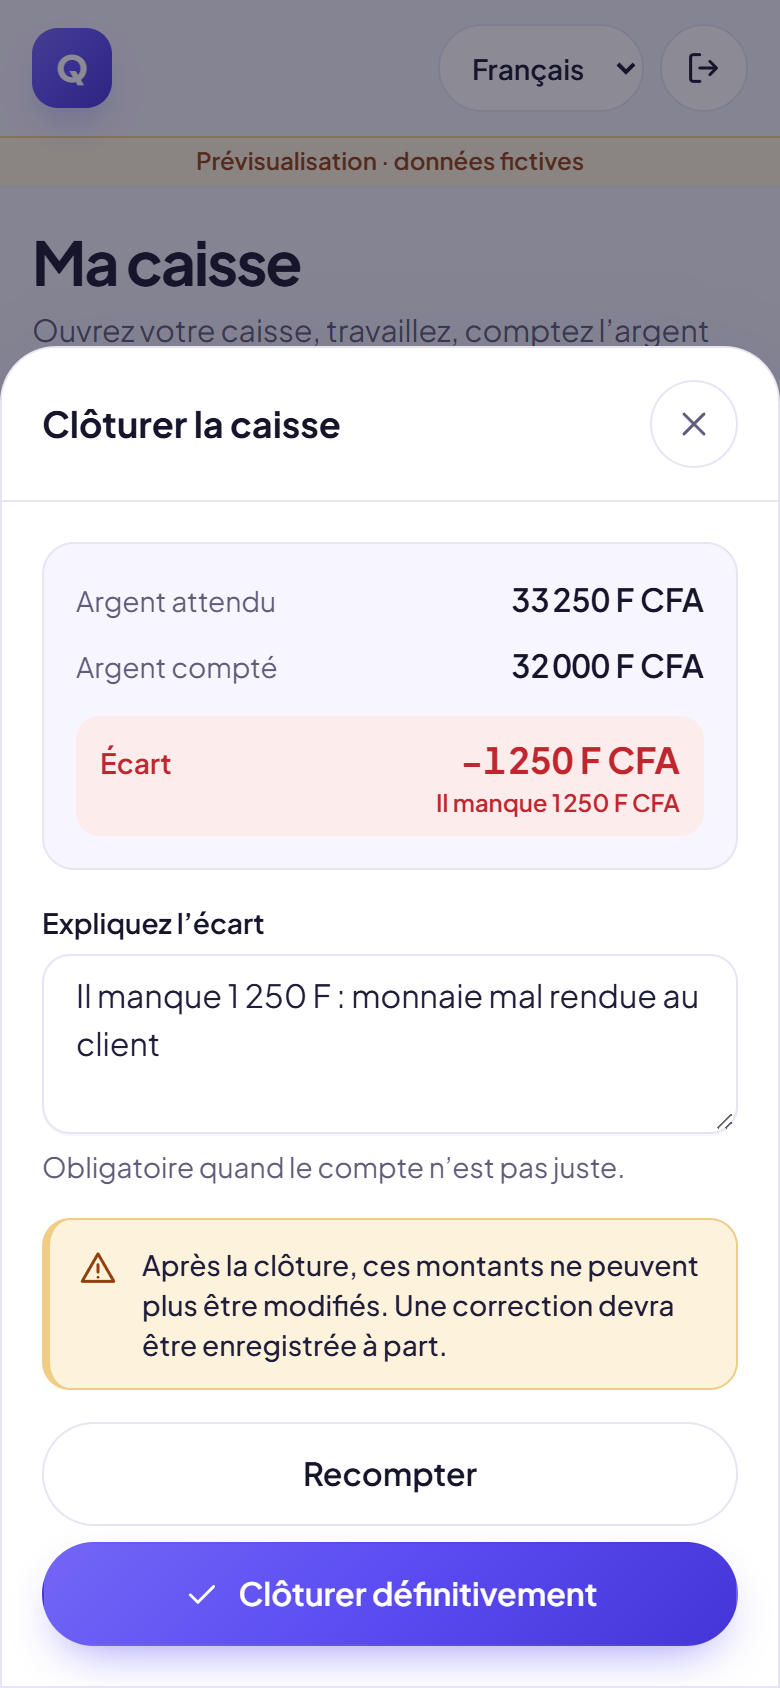 Q
Français
Prévisualisation · données fictives
Ma caisse
Ouvrez votre caisse, travaillez, comptez l’argent
Clôturer la caisse
Argent attendu 33 250 F CFA
Argent compté 32 000 F CFA
Écart −1 250 F CFA
Il manque 1 250 F CFA
Expliquez l’écart
Il manque 1 250 F : monnaie mal rendue au
client
Obligatoire quand le compte n’est pas juste.
Après la clôture, ces montants ne peuvent
plus être modifiés. Une correction devra
être enregistrée à part.
Recompter
Clôturer définitivement